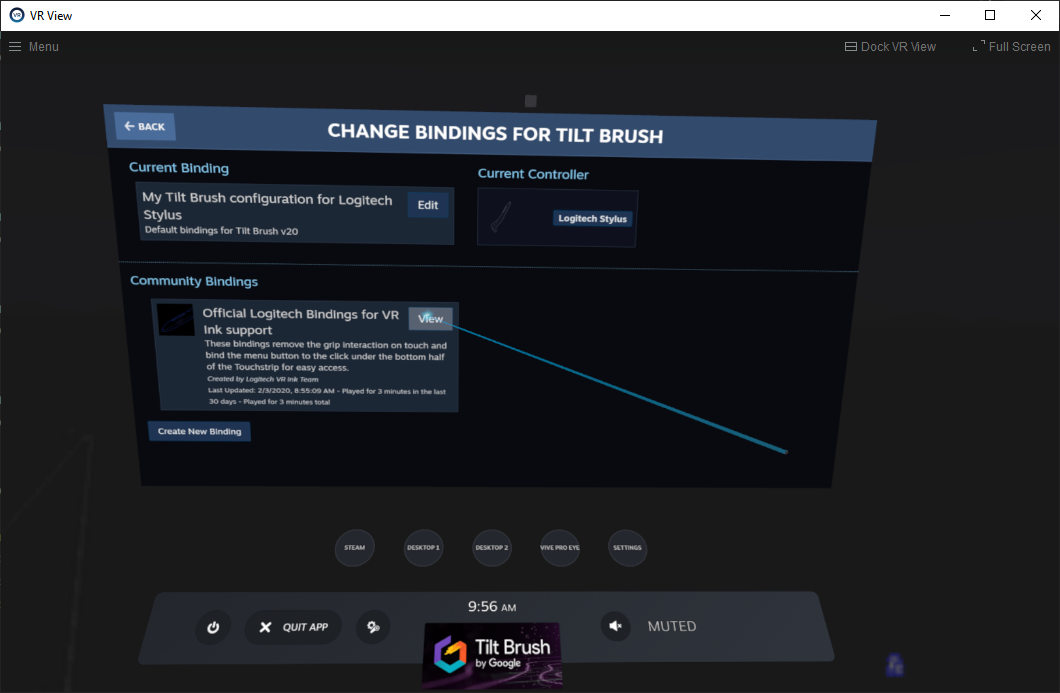 VR View
Menu
Dock VR View
Full Screen
BACK
CHANGE BINDINGS FOR TILT BRUSH
Current Binding
My Tilt Brush configuration for Logitech
Stylus
Default bindings for Tilt Brush v20
Edit
Current Controller
Logitech Stylus
Community Bindings
Official Logitech Bindings for VR
Ink support
View
These bindings remove the grip interaction on touch and
bind the menu button to the click under the bottom half
of the Touchstrip for easy access.
Created by Logitech VR Ink Team
Last Updated: 2/3/2020, 8:55:09 AM - Played for 3 minutes in the last
30 days - Played for 3 minutes total
Create New Binding
STEAM
DESKTOP 1
DESKTOP 2
VIVE PRO EYE
SETTINGS
9:56 AM
QUIT APP
Tilt Brush
by Google
MUTED